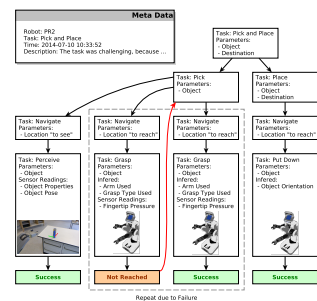 Meta Data
Robot: PR2
Task: Pick and Place
Time: 2014-07-10 10:33:52
Description: The task was challenging, because ...
Task: Pick and Place
Parameters:
- Object
- Destination
Task: Pick
Parameters:
- Object
Task: Place
Parameters:
- Object
- Destination
Task: Navigate
Parameters:
- Location "to see"
Task: Navigate
Parameters:
- Location "to reach"
Task: Navigate
Parameters:
- Location "to reach"
Task: Navigate
Parameters:
- Location "to reach"
Task: Perceive
Parameters:
- Object
Sensor Readings:
- Object Properties
- Object Pose
Task: Grasp
Parameters:
- Object
Infered:
- Arm Used
- Grasp Type Used
Sensor Readings:
- Fingertip Pressure
Task: Grasp
Parameters:
- Object
Infered:
- Arm Used
- Grasp Type Used
Sensor Readings:
- Fingertip Pressure
Task: Put Down
Parameters:
- Object
Infered:
- Object Orientation
Success
Not Reached
Success
Success
Repeat due to Failure